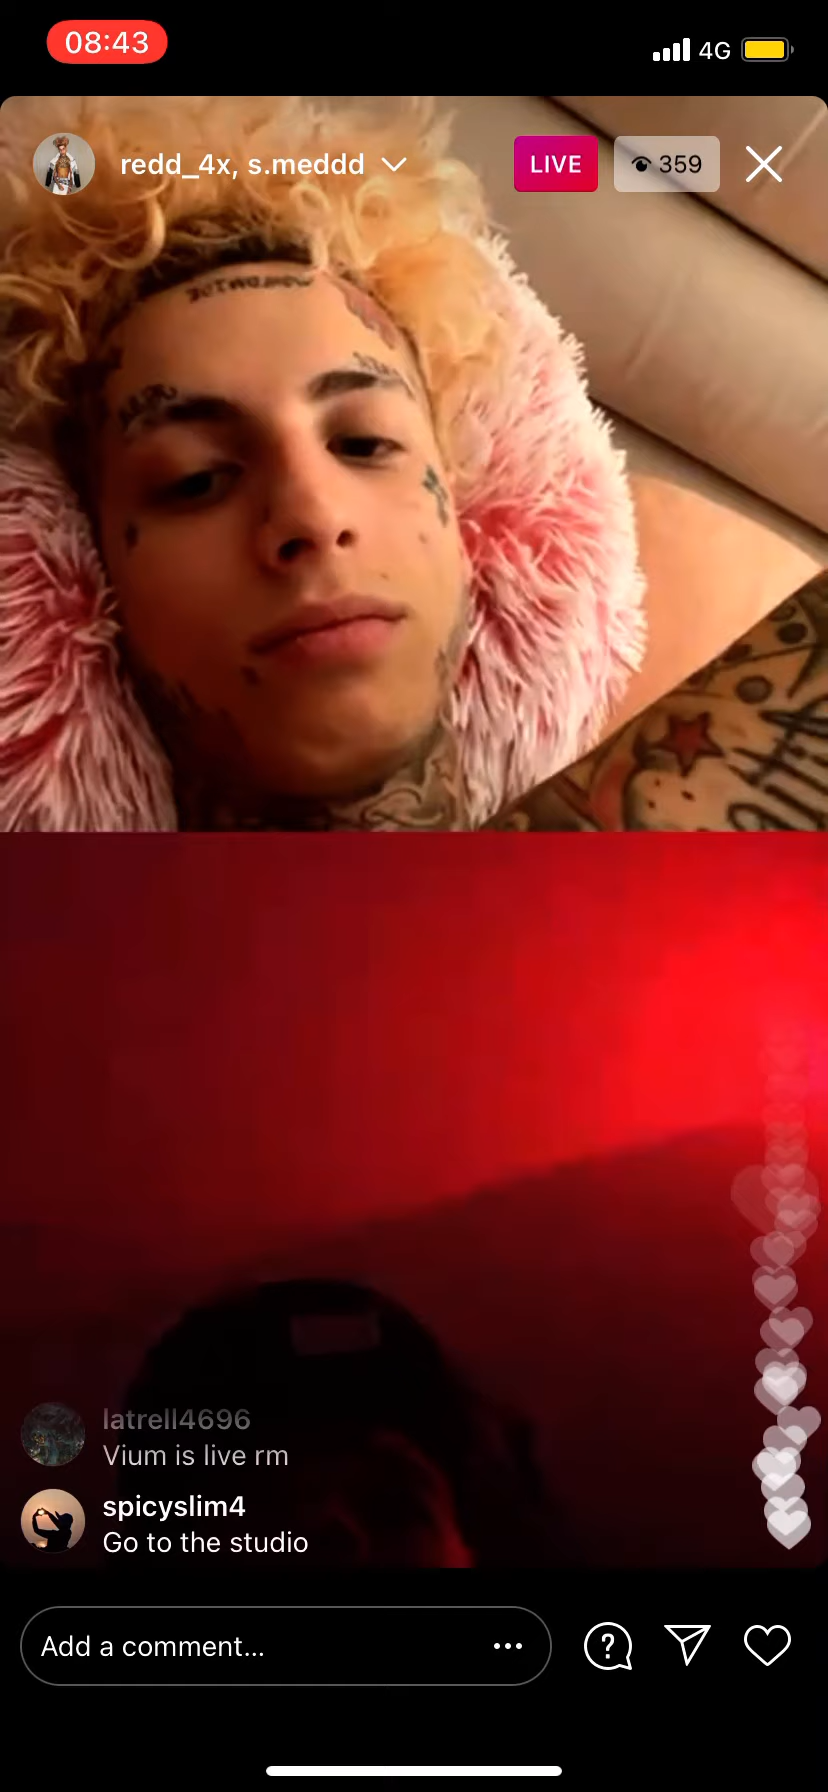 08:43
4G
redd_4x, s.meddd
LIVE
359
latrell4696
Vium is live rm
spicyslim4
Go to the studio
Add a comment...